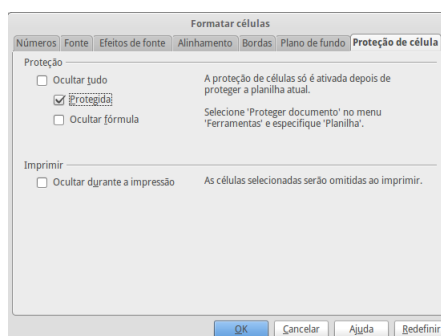 Formatar células
Números Fonte Efeitos de fonte Alinhamento Bordas Plano de fundo Proteção de célula
Proteção
Ocultar tudo
Protegida
Ocultar fórmula
A proteção de células só é ativada depois de
proteger a planilha atual.
Selecione 'Proteger documento' no menu
'Ferramentas' e especifique 'Planilha'.
Imprimir
Ocultar durante a impressão
As células selecionadas serão omitidas ao imprimir.
OK Cancelar Ajuda Redefinir